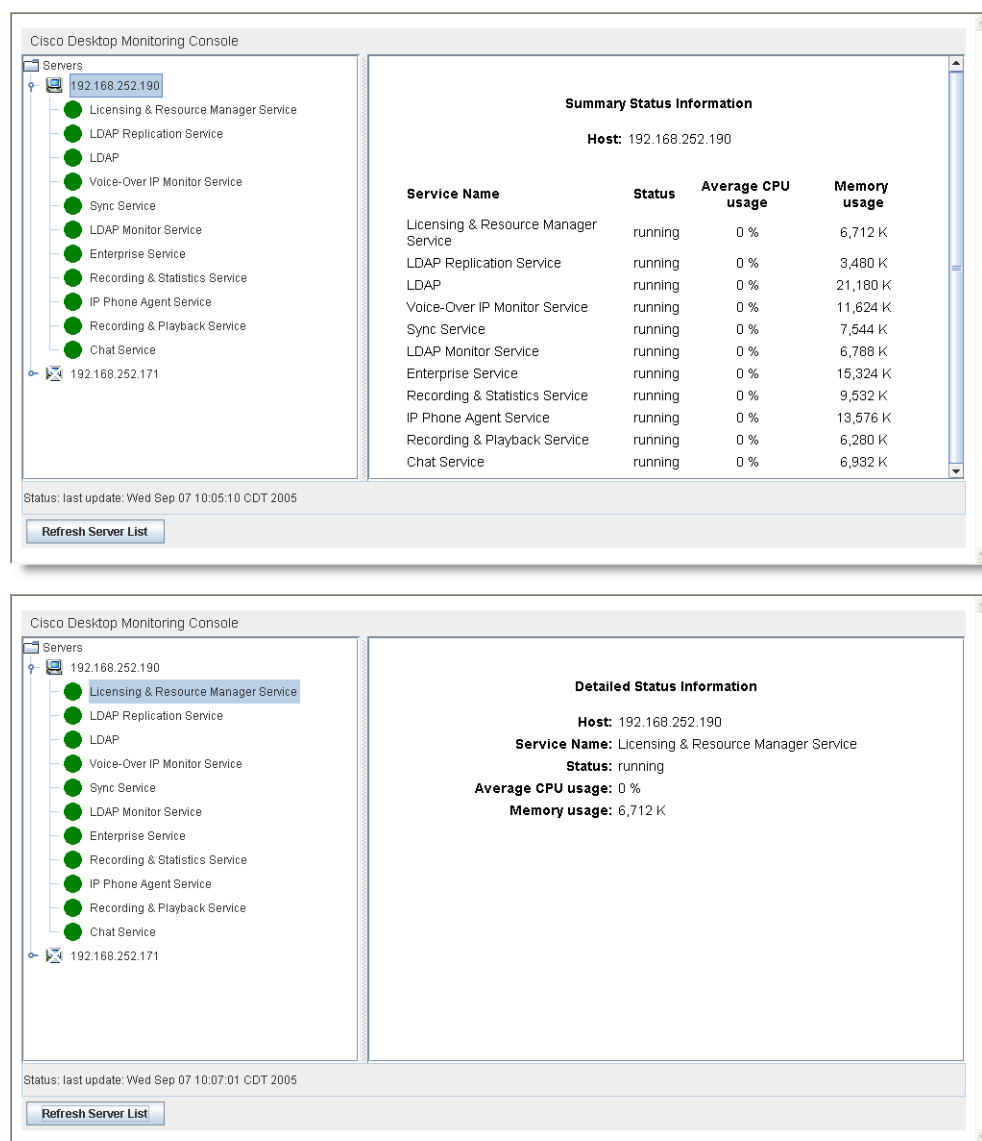 Cisco Desktop Monitoring Console
Servers
192.168.252.190
Licensing & Resource Manager Service
LDAP Replication Service
LDAP
Voice-Over IP Monitor Service
Sync Service
LDAP Monitor Service
Enterprise Service
Recording & Statistics Service
IP Phone Agent Service
Recording & Playback Service
Chat Service
192.168.252.171
Summary Status Information
Host: 192.168.252.190
Service Name Status Average CPU usage Memory usage
Licensing & Resource Manager Service running 0 % 6,712 K
LDAP Replication Service running 0 % 3,480 K
LDAP running 0 % 21,180 K
Voice-Over IP Monitor Service running 0 % 11,624 K
Sync Service running 0 % 7,544 K
LDAP Monitor Service running 0 % 6,788 K
Enterprise Service running 0 % 15,324 K
Recording & Statistics Service running 0 % 9,532 K
IP Phone Agent Service running 0 % 13,576 K
Recording & Playback Service running 0 % 6,280 K
Chat Service running 0 % 6,932 K
Status: last update: Wed Sep 07 10:05:10 CDT 2005
Refresh Server List
Cisco Desktop Monitoring Console
Servers
192.168.252.190
Licensing & Resource Manager Service
LDAP Replication Service
LDAP
Voice-Over IP Monitor Service
Sync Service
LDAP Monitor Service
Enterprise Service
Recording & Statistics Service
IP Phone Agent Service
Recording & Playback Service
Chat Service
192.168.252.171
Detailed Status Information
Host: 192.168.252.190
Service Name: Licensing & Resource Manager Service
Status: running
Average CPU usage: 0 %
Memory usage: 6,712 K
Status: last update: Wed Sep 07 10:07:01 CDT 2005
Refresh Server List